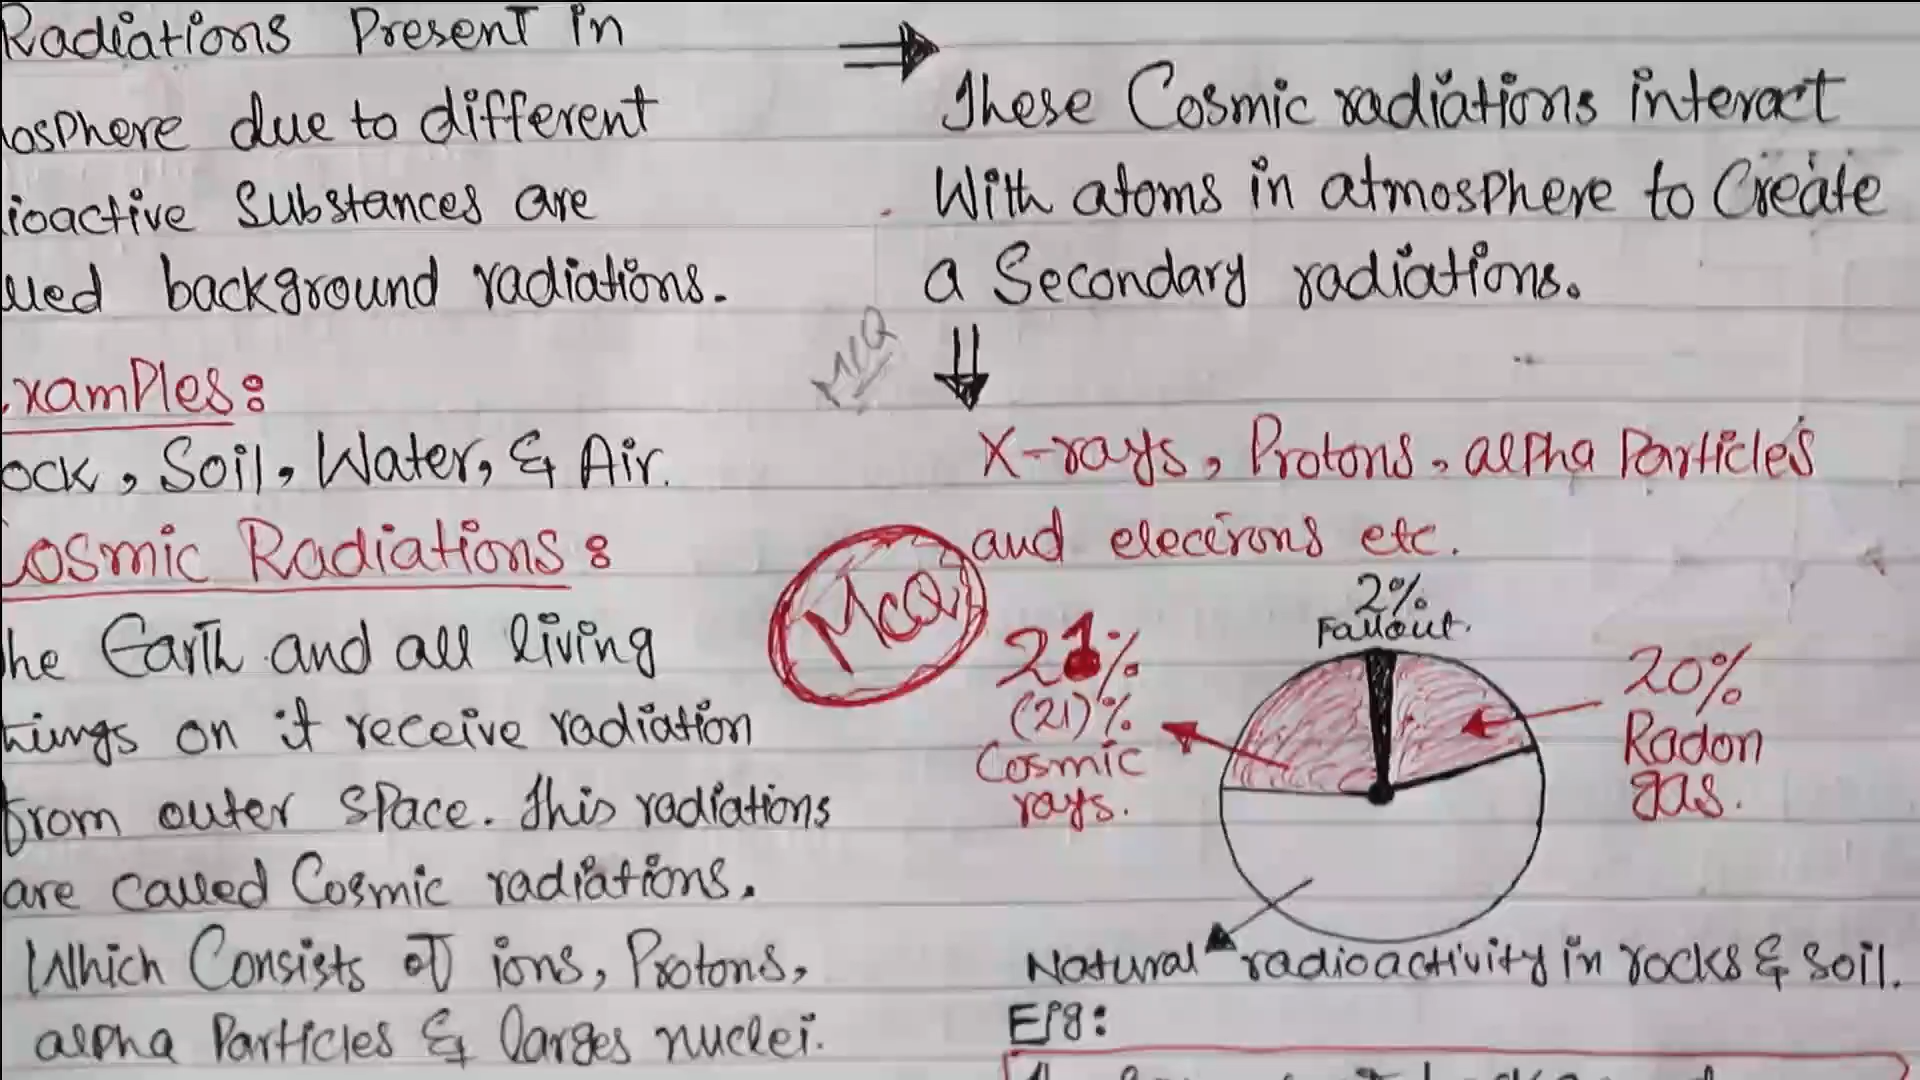 Radiations Present in
osphere due to different
ioactive Substances are
lled background radiations.
xamples:
ock, Soil, Water, & Air.
Cosmic Radiations:
he Earth and all living
hings on it receive radiation
from outer space. This radiations
are called Cosmic radiations.
Which Consists of ions, Protons,
alpha Particles & larges nuclei.
These Cosmic radiations interact
With atoms in atmosphere to Create
a Secondary radiations.
MCQ
X-rays, Protons, alpha Particles
and elecirons etc.
McQs
2% Fallout.
21%
(21)%
Cosmic
rays.
20%
Radon
gas.
Natural radioactivity in rocks & Soil.